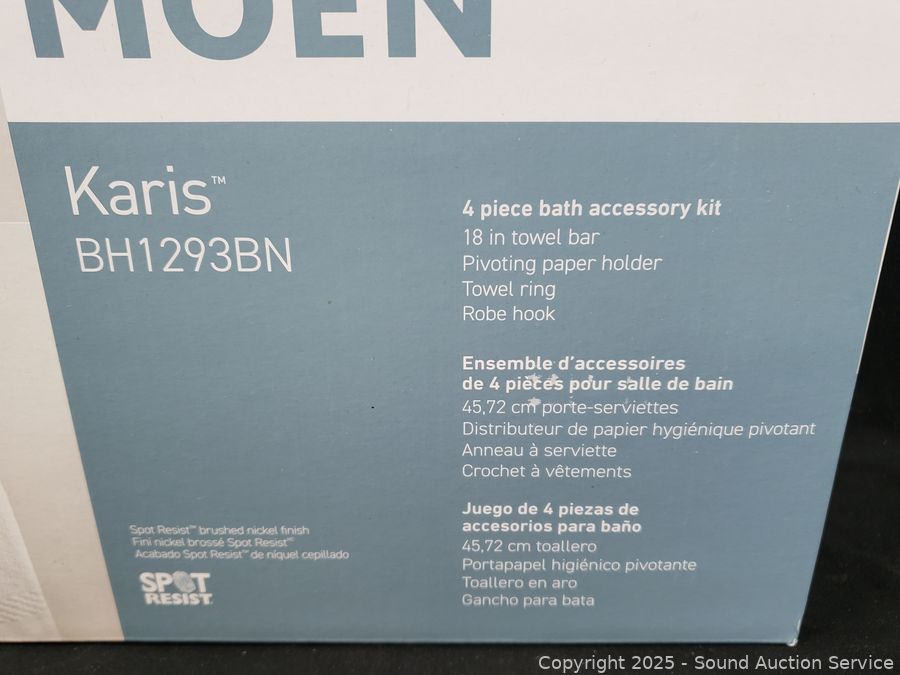 MOEN
Karis™
BH1293BN
4 piece bath accessory kit
18 in towel bar
Pivoting paper holder
Towel ring
Robe hook
Ensemble d'accessoires
de 4 pièces pour salle de bain
45,72 cm porte-serviettes
Distributeur de papier hygiénique pivotant
Anneau à serviette
Crochet à vêtements
Juego de 4 piezas de
accesorios para baño
45,72 cm toallero
Portapapel higiénico pivotante
Toallero en aro
Gancho para bata
Spot Resist™ brushed nickel finish
Fini nickel brossé Spot Resist™
Acabado Spot Resist™ de níquel cepillado
SPOT
RESIST™
Copyright 2025 - Sound Auction Service